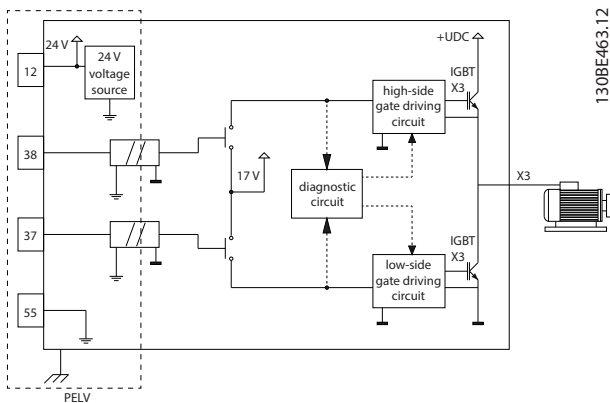 130BE463.12
+UDC
24 V
12
24 V
voltage
source
high-side
gate driving
circuit
IGBT
X3
38
17 V
diagnostic
circuit
X3
37
IGBT
X3
low-side
gate driving
circuit
55
PELV